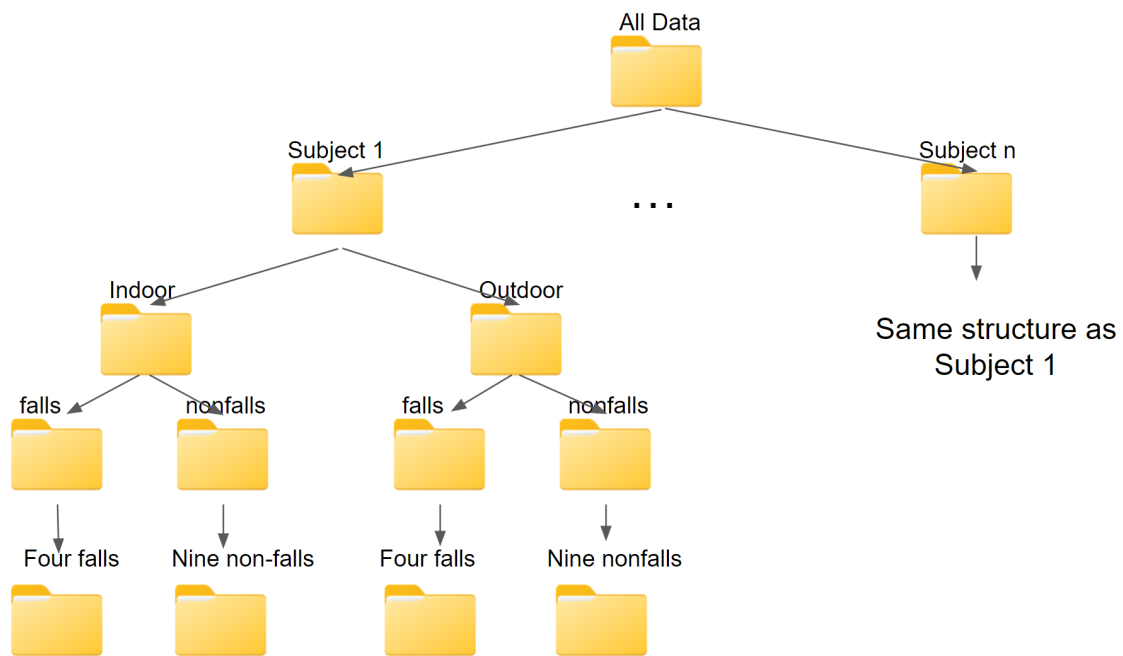 All Data
Subject 1
Subject n
...
Indoor
Outdoor
Same structure as
Subject 1
falls
nonfalls
falls
nonfalls
Four falls
Nine non-falls
Four falls
Nine nonfalls